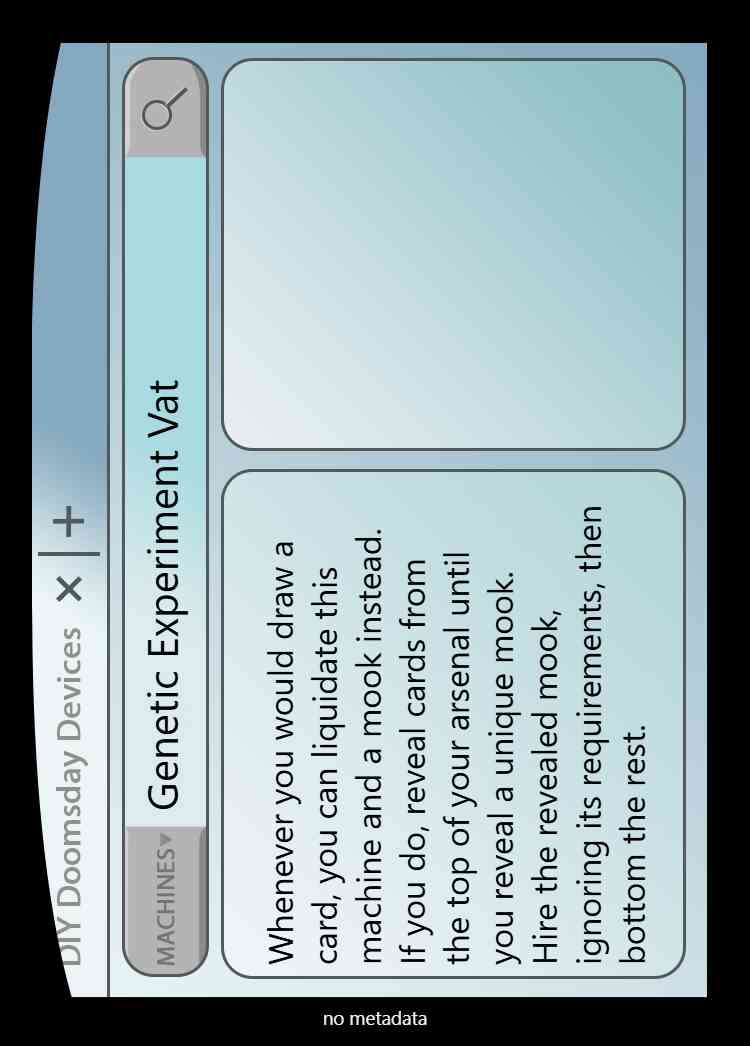 DIY Doomsday Devices × | +
MACHINES▾ Genetic Experiment Vat
Whenever you would draw a
card, you can liquidate this
machine and a mook instead.
If you do, reveal cards from
the top of your arsenal until
you reveal a unique mook.
Hire the revealed mook,
ignoring its requirements, then
bottom the rest.
no metadata